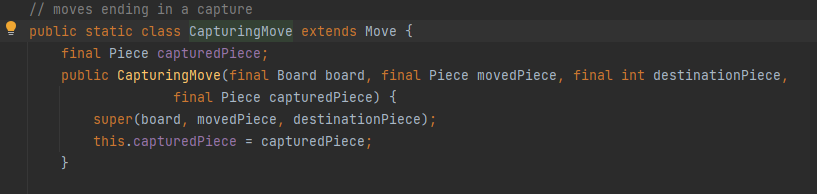 // moves ending in a capture
public static class CapturingMove extends Move {
final Piece capturedPiece;
public CapturingMove(final Board board, final Piece movedPiece, final int destinationPiece,
final Piece capturedPiece) {
super(board, movedPiece, destinationPiece);
this.capturedPiece = capturedPiece;
}